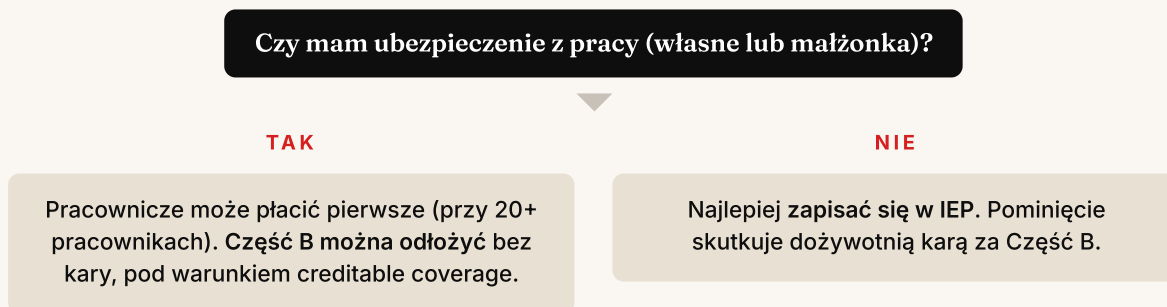 Czy mam ubezpieczenie z pracy (własne lub małżonka)?
TAK
Pracownicze może płacić pierwsze (przy 20+
pracownikach). Część B można odłożyć bez
kary, pod warunkiem creditable coverage.
NIE
Najlepiej zapisać się w IEP. Pominięcie
skutkuje dożywotnią karą za Część B.